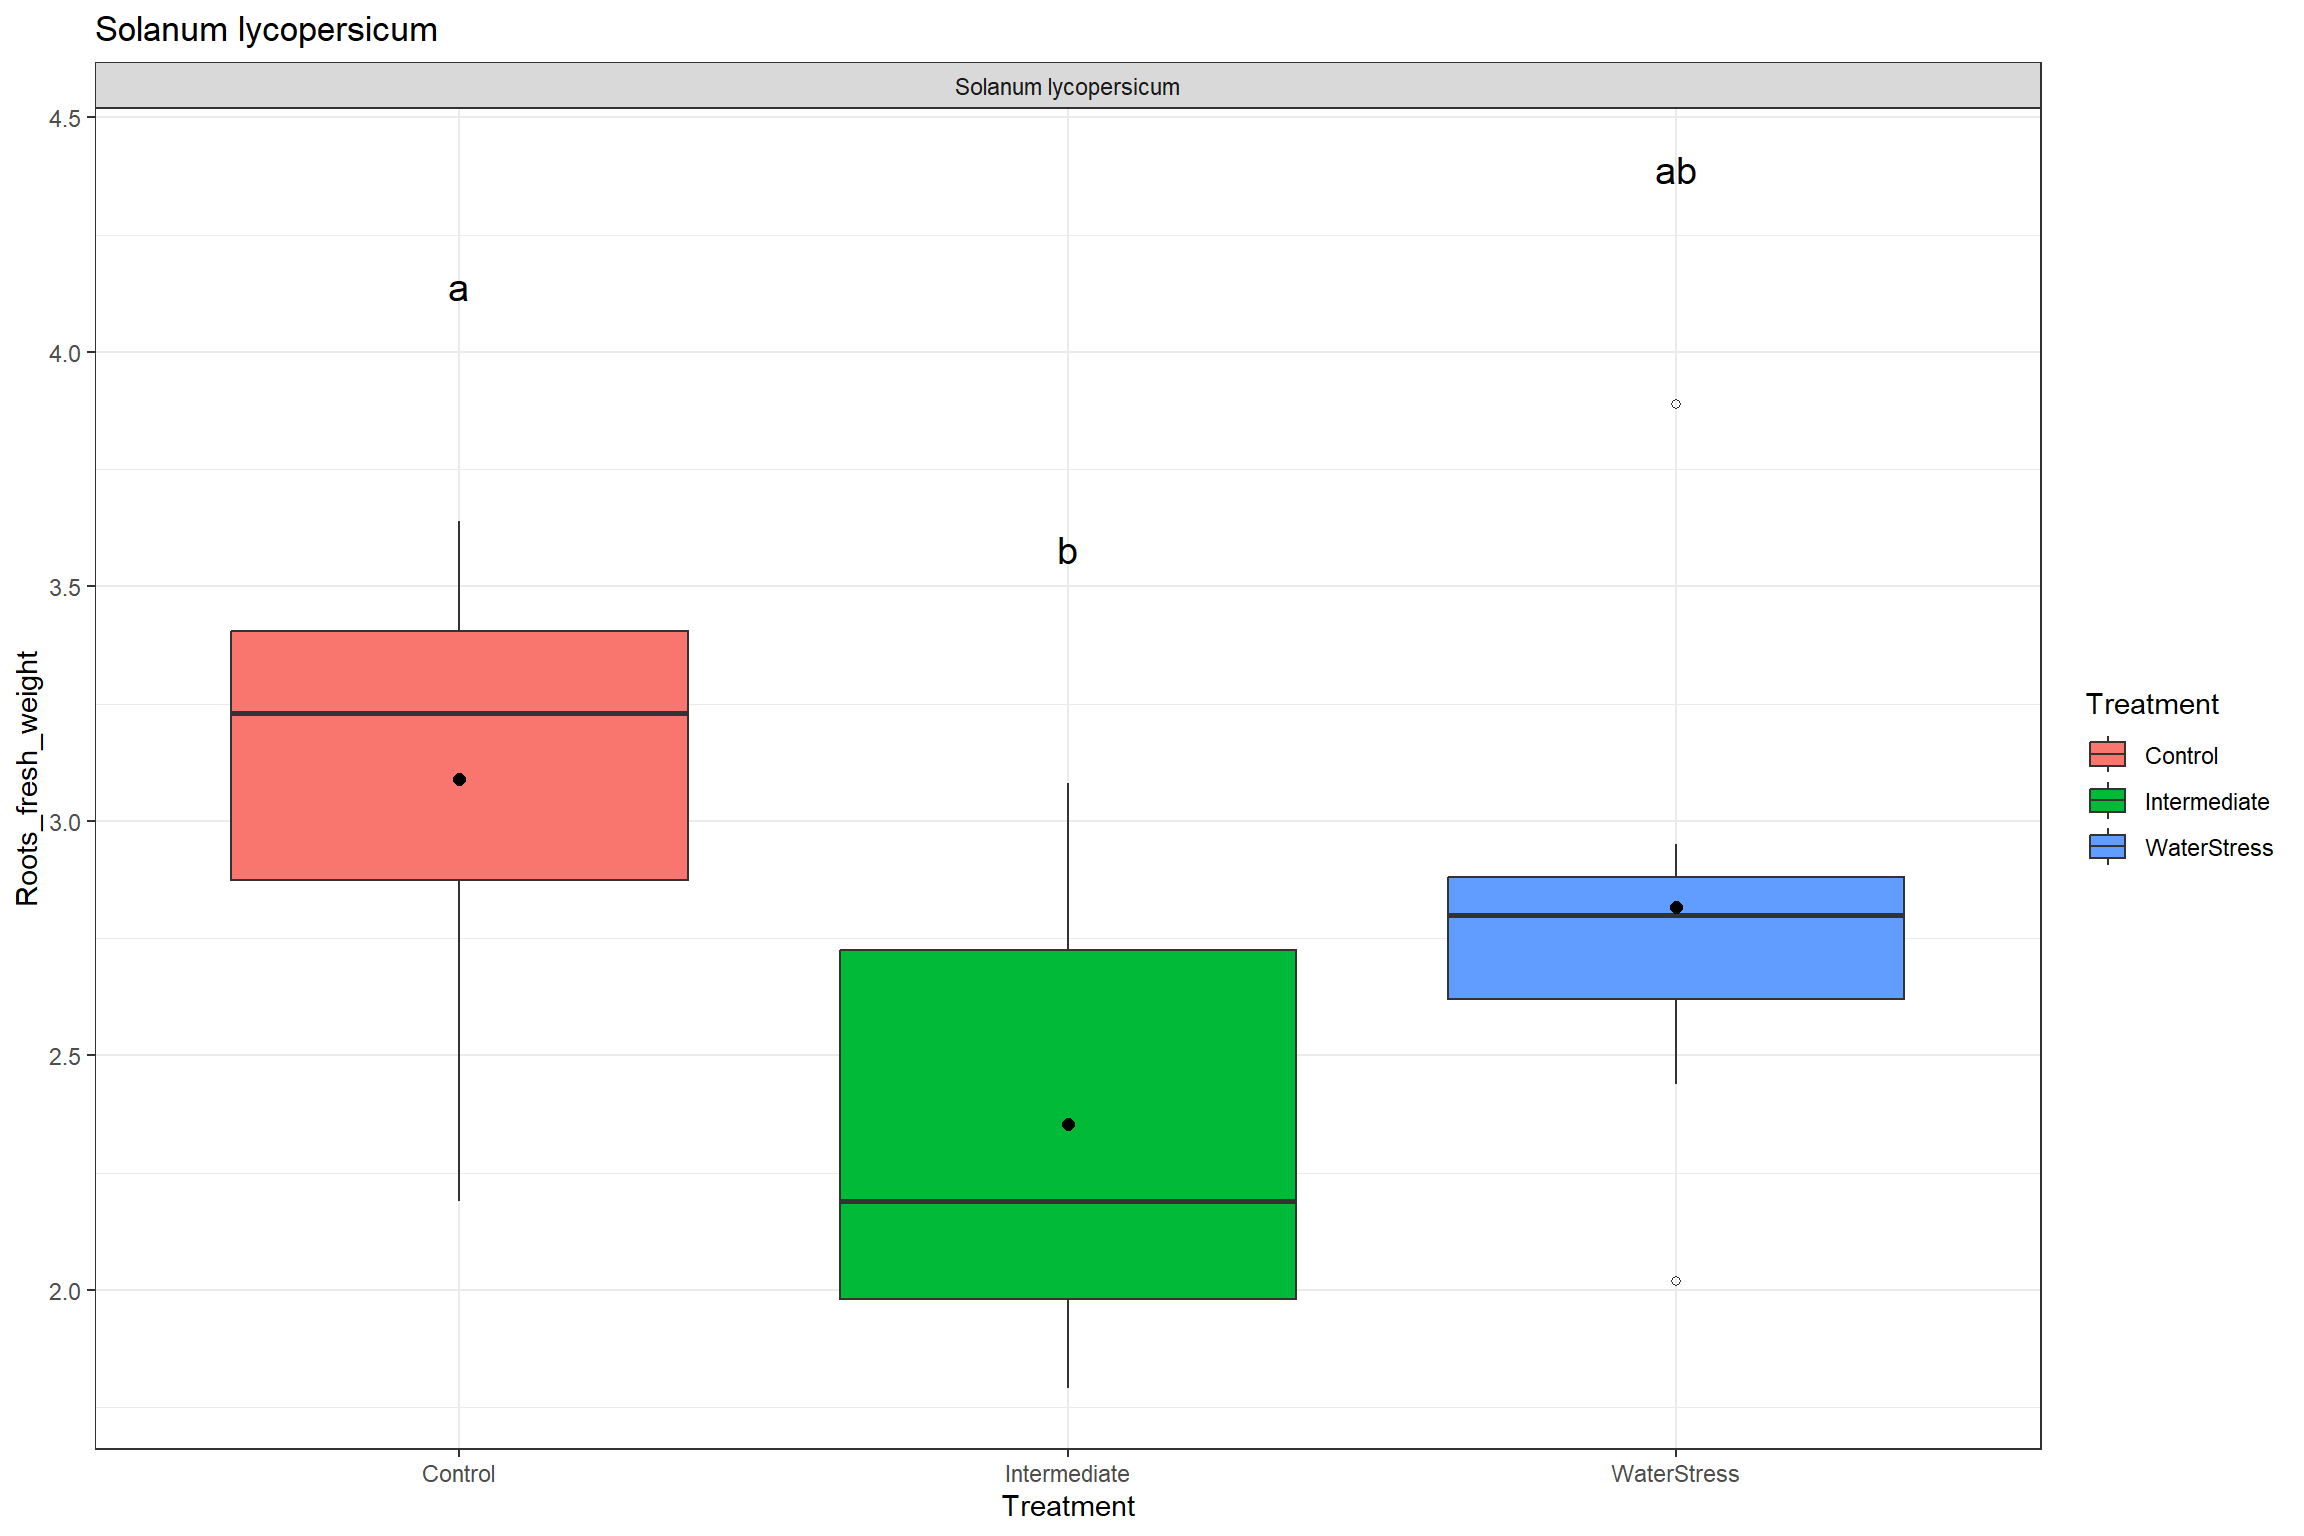 Solanum lycopersicum
Solanum lycopersicum
4.5
4.0
3.5
3.0
2.5
2.0
Roots_fresh_weight
a
b
ab
Control
Intermediate
WaterStress
Treatment
Treatment
Control
Intermediate
WaterStress